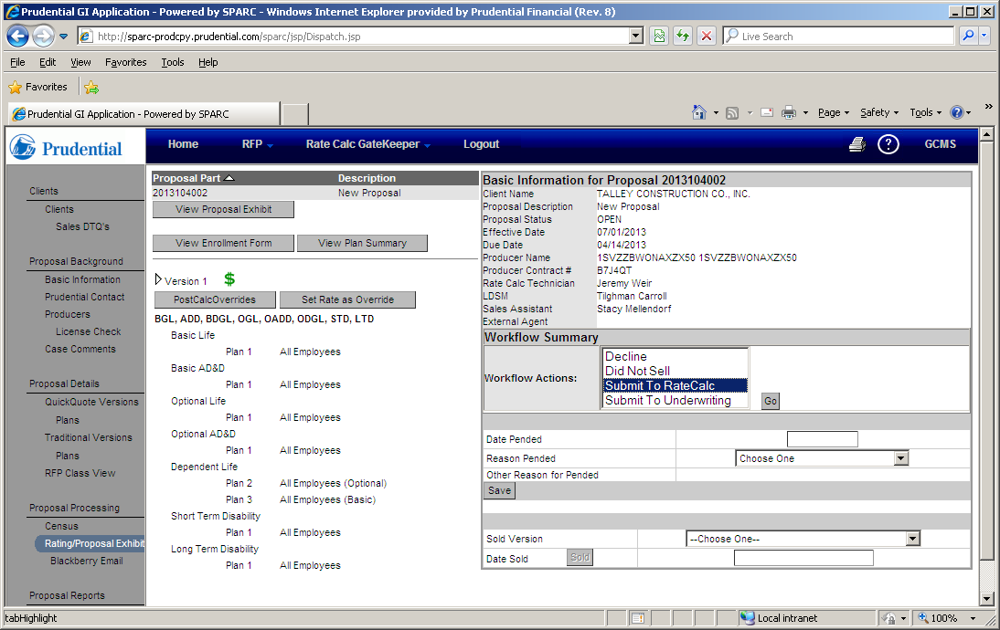 Prudential GI Application - Powered by SPARC - Windows Internet Explorer provided by Prudential Financial (Rev. 8)
http://sparc-prodcpy.prudential.com/sparc/jsp/Dispatch.jsp
Live Search
File Edit View Favorites Tools Help
Favorites
Prudential GI Application - Powered by SPARC
Page Safety Tools
Prudential
Home RFP Rate Calc GateKeeper Logout GCMS
Clients
Clients
Sales DTQ's
Proposal Background
Basic Information
Prudential Contact
Producers
License Check
Case Comments
Proposal Details
QuickQuote Versions
Plans
Traditional Versions
Plans
RFP Class View
Proposal Processing
Census
Rating/Proposal Exhibit
Blackberry Email
Proposal Reports
Proposal Part Description
2013104002 New Proposal
View Proposal Exhibit
View Enrollment Form View Plan Summary
Version 1 $
PostCalcOverrides Set Rate as Override
BGL, ADD, BDGL, OGL, OADD, ODGL, STD, LTD
Basic Life
Plan 1 All Employees
Basic AD&D
Plan 1 All Employees
Optional Life
Plan 1 All Employees
Optional AD&D
Plan 1 All Employees
Dependent Life
Plan 2 All Employees (Optional)
Plan 3 All Employees (Basic)
Short Term Disability
Plan 1 All Employees
Long Term Disability
Plan 1 All Employees
Basic Information for Proposal 2013104002
Client Name TALLEY CONSTRUCTION CO., INC.
Proposal Description New Proposal
Proposal Status OPEN
Effective Date 07/01/2013
Due Date 04/14/2013
Producer Name 1SVZZBWONAXZX50 1SVZZBWONAXZX50
Producer Contract # B7J4QT
Rate Calc Technician Jeremy Weir
LDSM Tilghman Carroll
Sales Assistant Stacy Mellendorf
External Agent
Workflow Summary
Workflow Actions:
Decline
Did Not Sell
Submit To RateCalc
Submit To Underwriting
Go
Date Pended
Reason Pended Choose One
Other Reason for Pended
Save
Sold Version --Choose One--
Date Sold Sold
tabHighlight Local intranet 100%